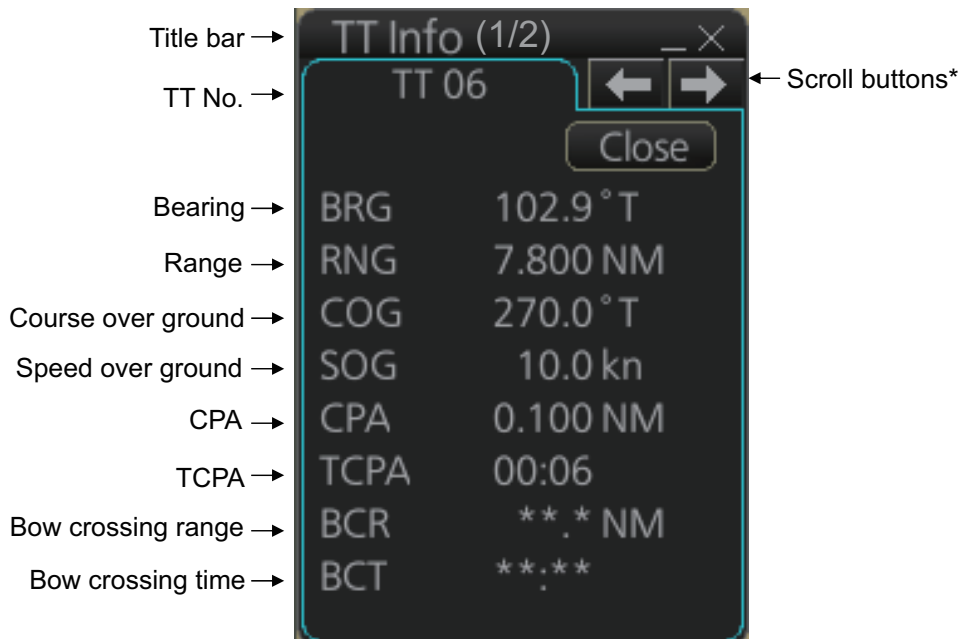 Title bar TT Info (1/2)
TT No. TT 06 Scroll buttons*
Close
Bearing BRG 102.9°T
Range RNG 7.800 NM
Course over ground COG 270.0°T
Speed over ground SOG 10.0 kn
CPA CPA 0.100 NM
TCPA TCPA 00:06
Bow crossing range BCR **.* NM
Bow crossing time BCT **:**